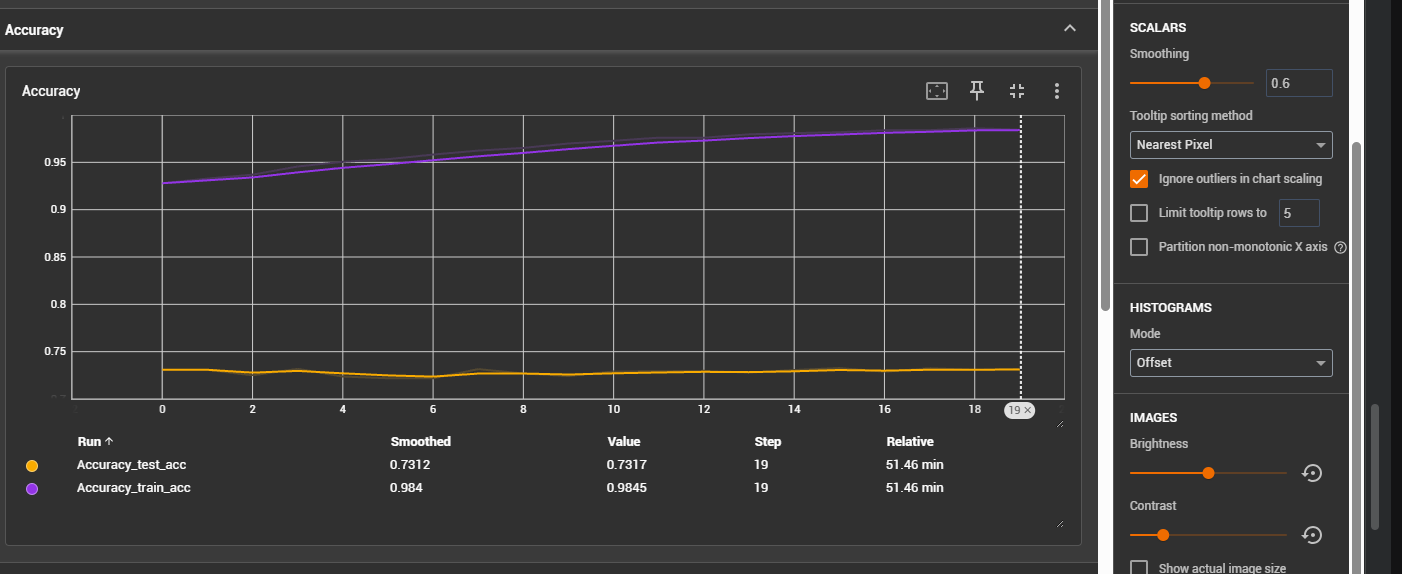 Accuracy
Accuracy
0.95
0.9
0.85
0.8
0.75
0 2 4 6 8 10 12 14 16 18 19 ×
Run ↑ Smoothed Value Step Relative
Accuracy_test_acc 0.7312 0.7317 19 51.46 min
Accuracy_train_acc 0.984 0.9845 19 51.46 min
SCALARS
Smoothing
0.6
Tooltip sorting method
Nearest Pixel
Ignore outliers in chart scaling
Limit tooltip rows to 5
Partition non-monotonic X axis ?
HISTOGRAMS
Mode
Offset
IMAGES
Brightness
Contrast
Show actual image size